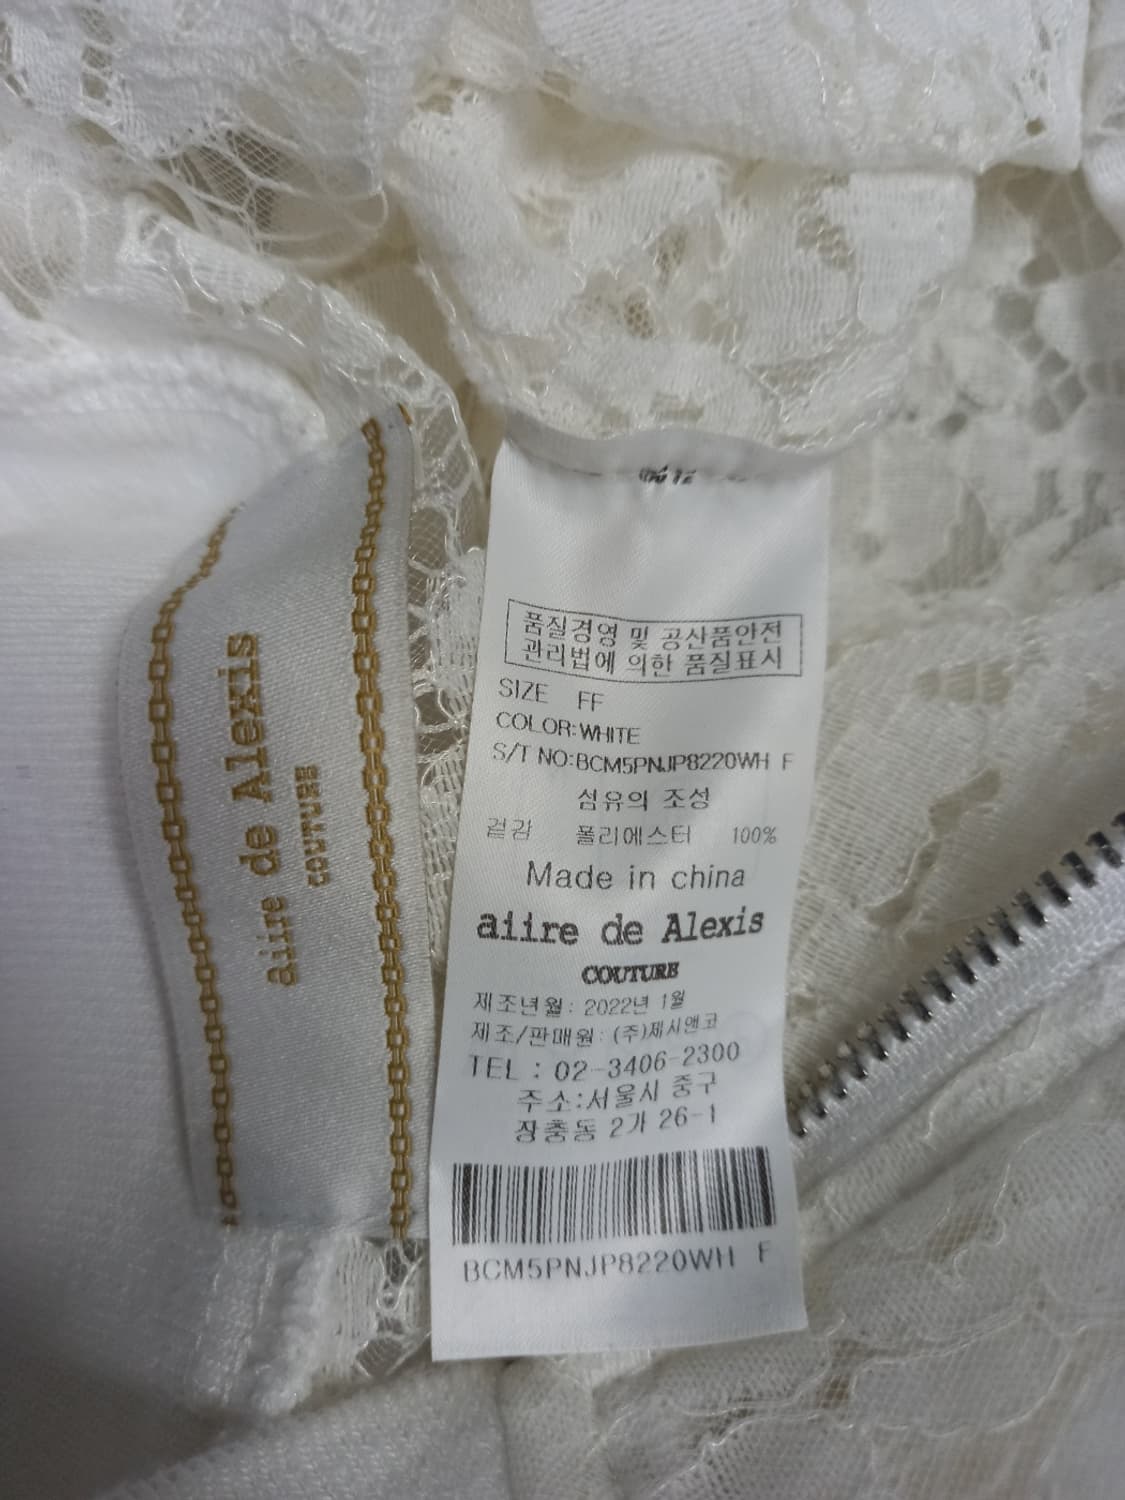 aiire de Alexis
COUTURE
품질경영 및 공산품안전
관리법에 의한 품질표시
SIZE FF
COLOR:WHITE
S/T NO:BCM5PNJP8220WH F
섬유의 조성
겉감 폴리에스터 100%
Made in china
aiire de Alexis
COUTURE
제조년월: 2022년 1월
제조/판매원: (주)제시앤코
TEL : 02-3406-2300
주소:서울시 중구
장충동 2가 26-1
BCM5PNJP8220WH F